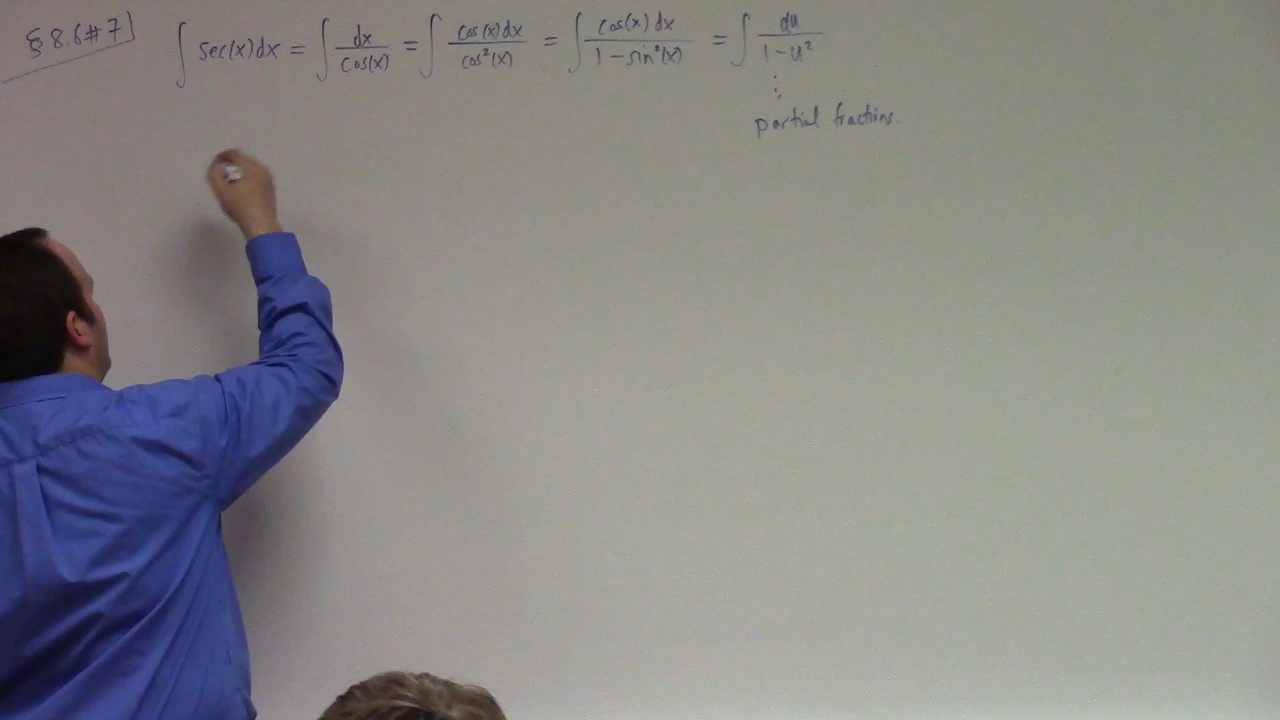 §8.6#7 ∫ sec(x)dx = ∫ dx/cos(x) = ∫ cos(x)dx/cos²(x) = ∫ cos(x)dx/1-sin²(x) = ∫ du/1-u²
⋮
partial fractions.